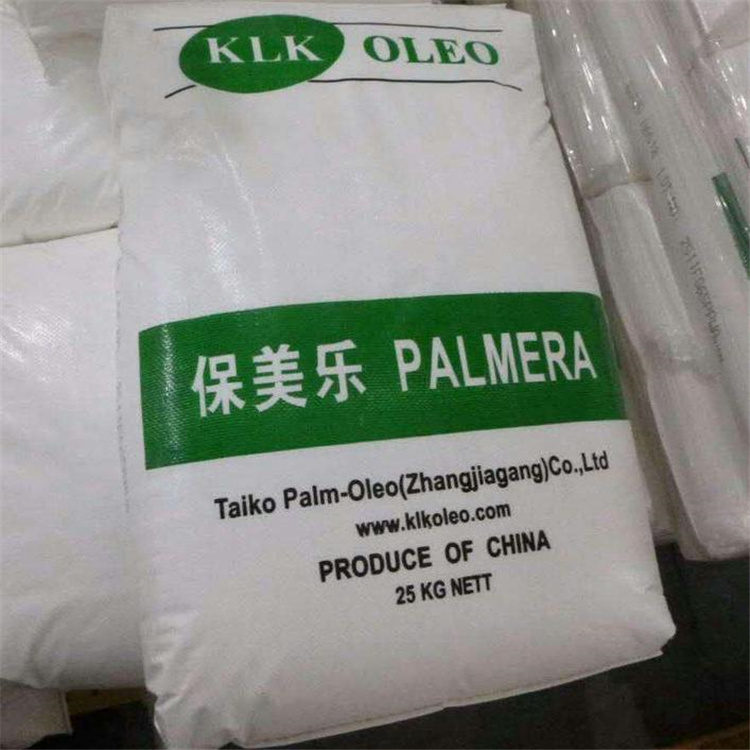 KLK OLEO
保美乐 PALMERA
Taiko Palm-Oleo(Zhangjiagang)Co.,Ltd
www.klkoleo.com
PRODUCE OF CHINA
25 KG NETT